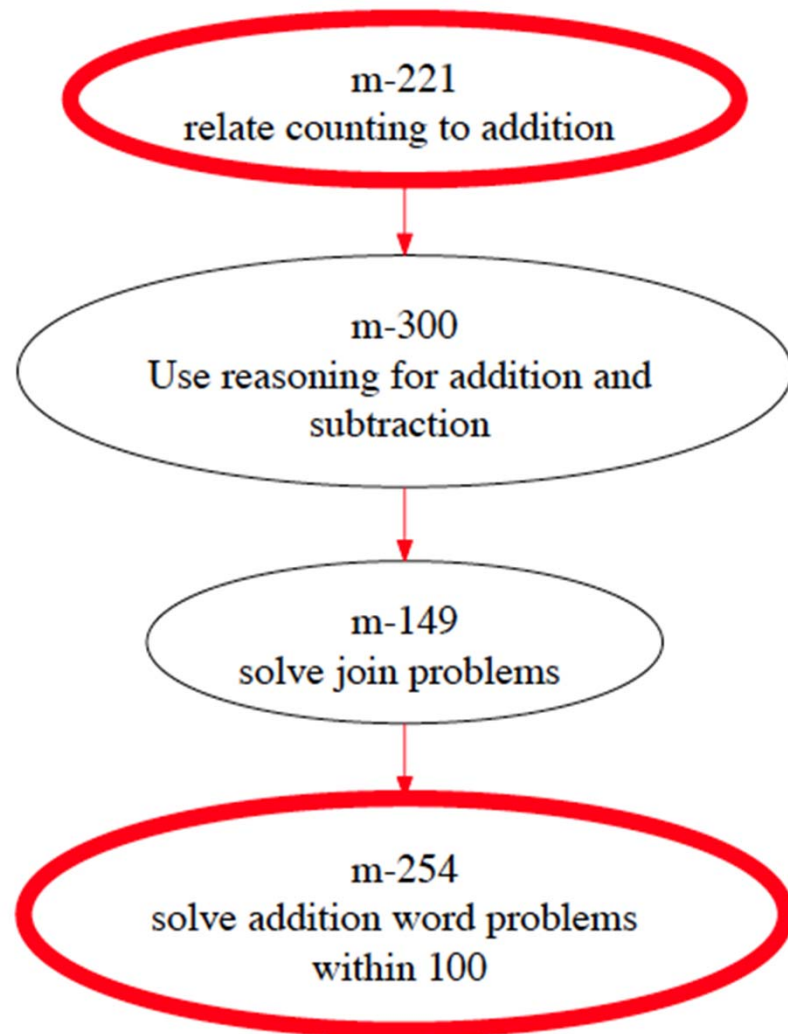 m-221
relate counting to addition
m-300
Use reasoning for addition and
subtraction
m-149
solve join problems
m-254
solve addition word problems
within 100